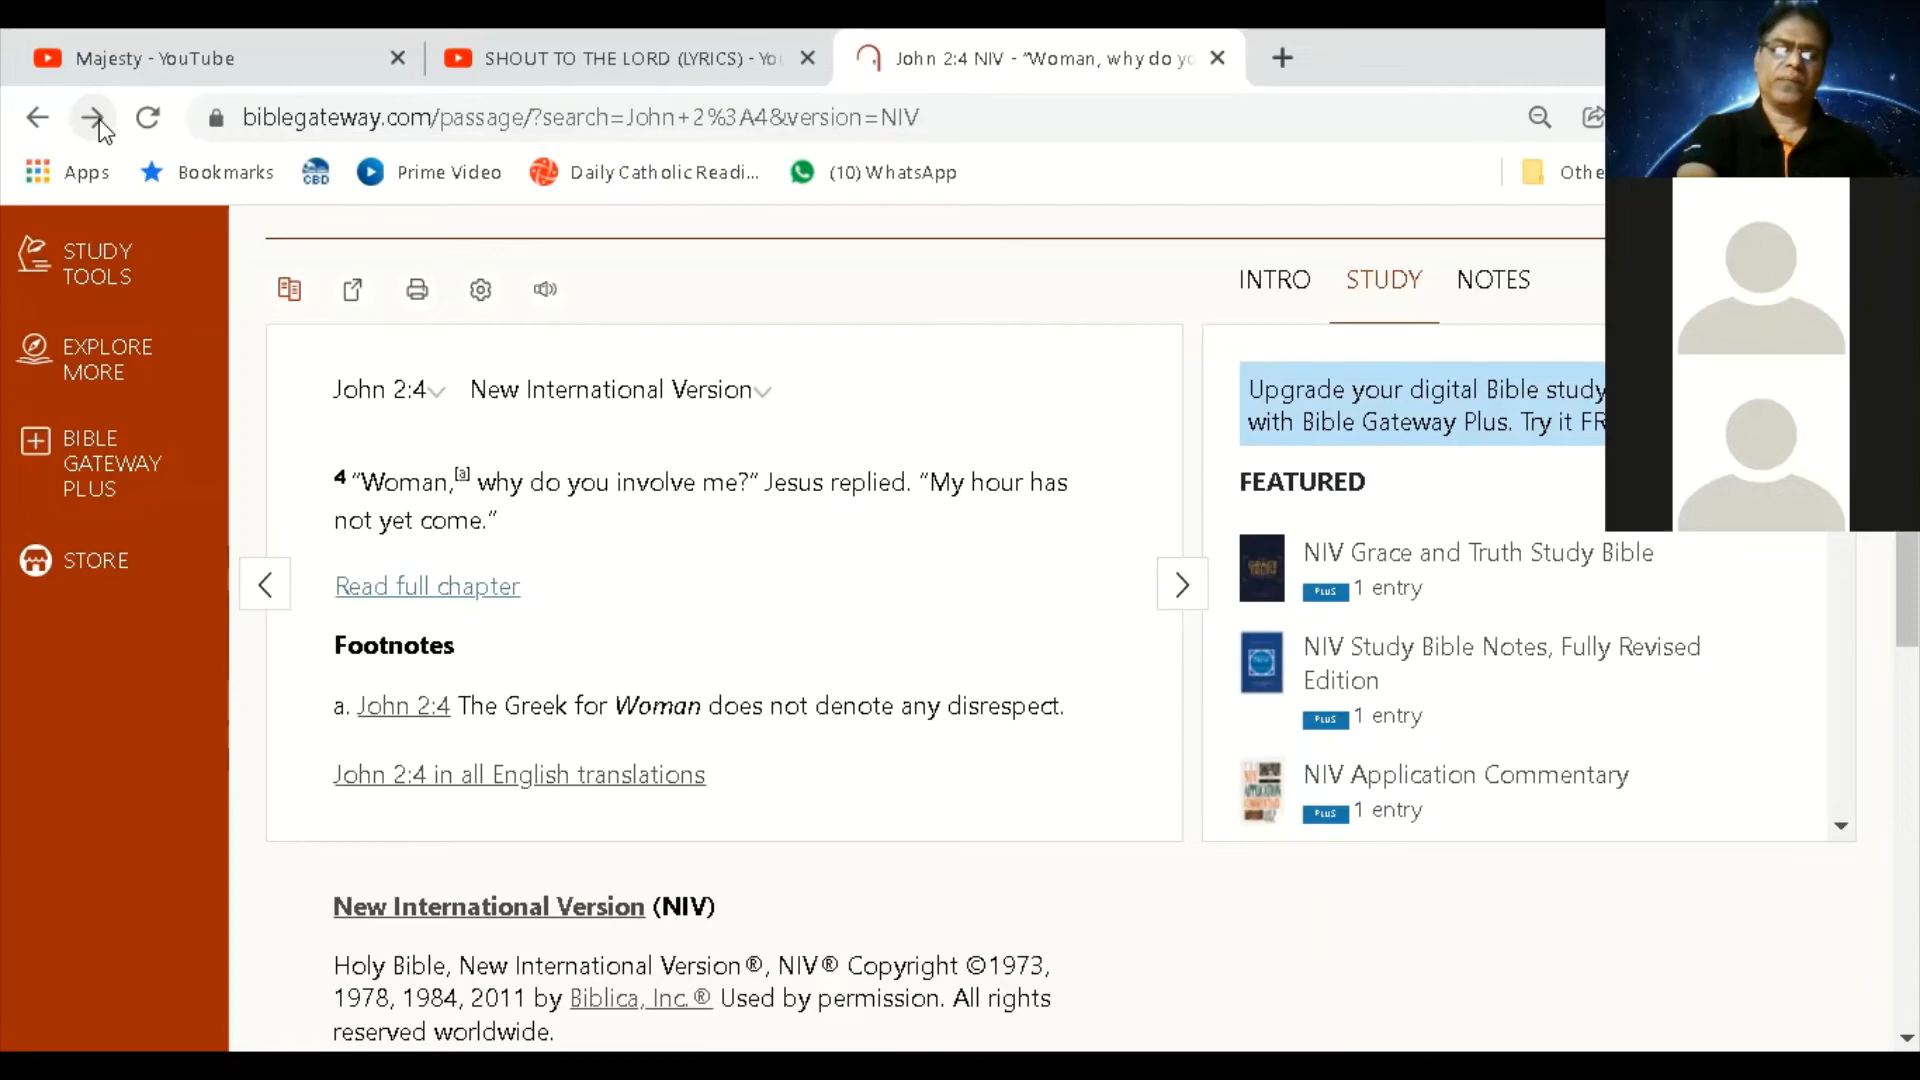 Majesty - YouTube
SHOUT TO THE LORD (LYRICS) - Yo
John 2:4 NIV - “Woman, why do yo
biblegateway.com/passage/?search=John+2%3A4&version=NIV
Apps
Bookmarks
CBD
Prime Video
Daily Catholic Readi...
(10) WhatsApp
Othe
STUDY
TOOLS
EXPLORE
MORE
BIBLE
GATEWAY
PLUS
STORE
INTRO STUDY NOTES
John 2:4 New International Version
4 “Woman,[a] why do you involve me?” Jesus replied. “My hour has
not yet come.”
Read full chapter
Footnotes
a. John 2:4 The Greek for Woman does not denote any disrespect.
John 2:4 in all English translations
Upgrade your digital Bible study
with Bible Gateway Plus. Try it FR
FEATURED
NIV Grace and Truth Study Bible
PLUS 1 entry
NIV Study Bible Notes, Fully Revised
Edition
PLUS 1 entry
NIV Application Commentary
PLUS 1 entry
New International Version (NIV)
Holy Bible, New International Version®, NIV® Copyright ©1973,
1978, 1984, 2011 by Biblica, Inc.® Used by permission. All rights
reserved worldwide.